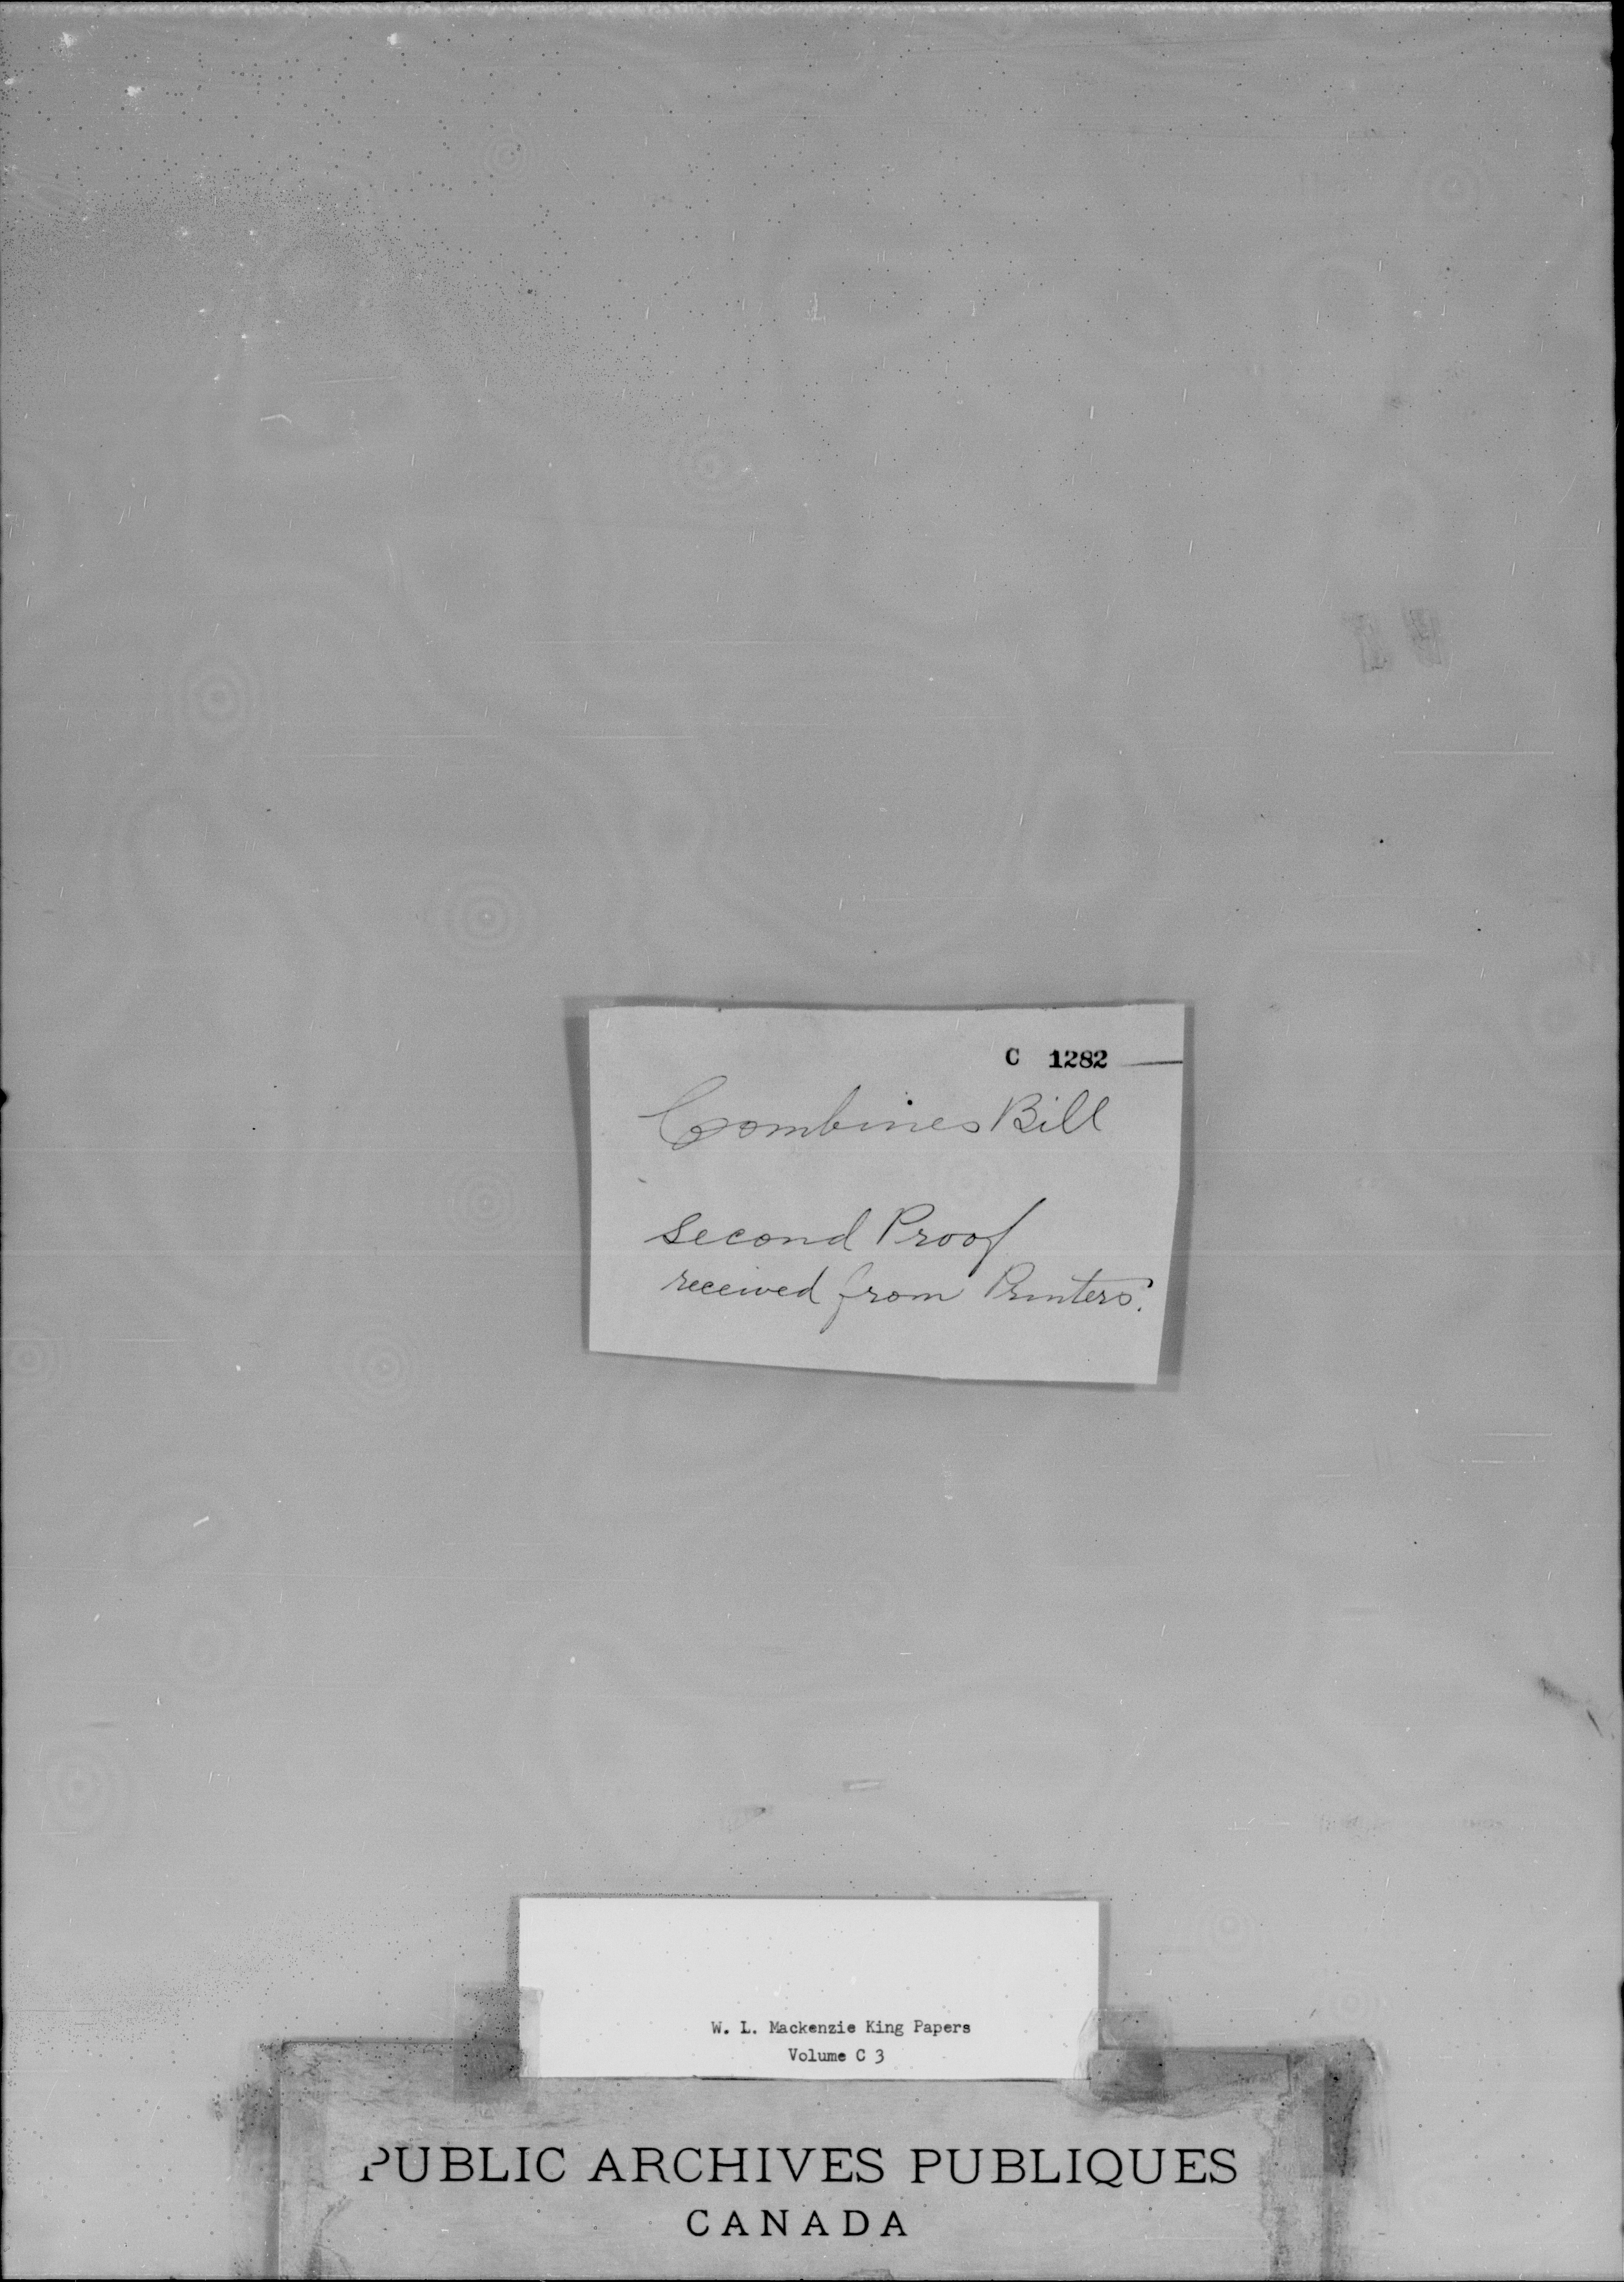 C 1282
Combines Bill
second Proof
received from Printers.
W. L. Mackenzie King Papers
Volume C 3
PUBLIC ARCHIVES PUBLIQUES
CANADA